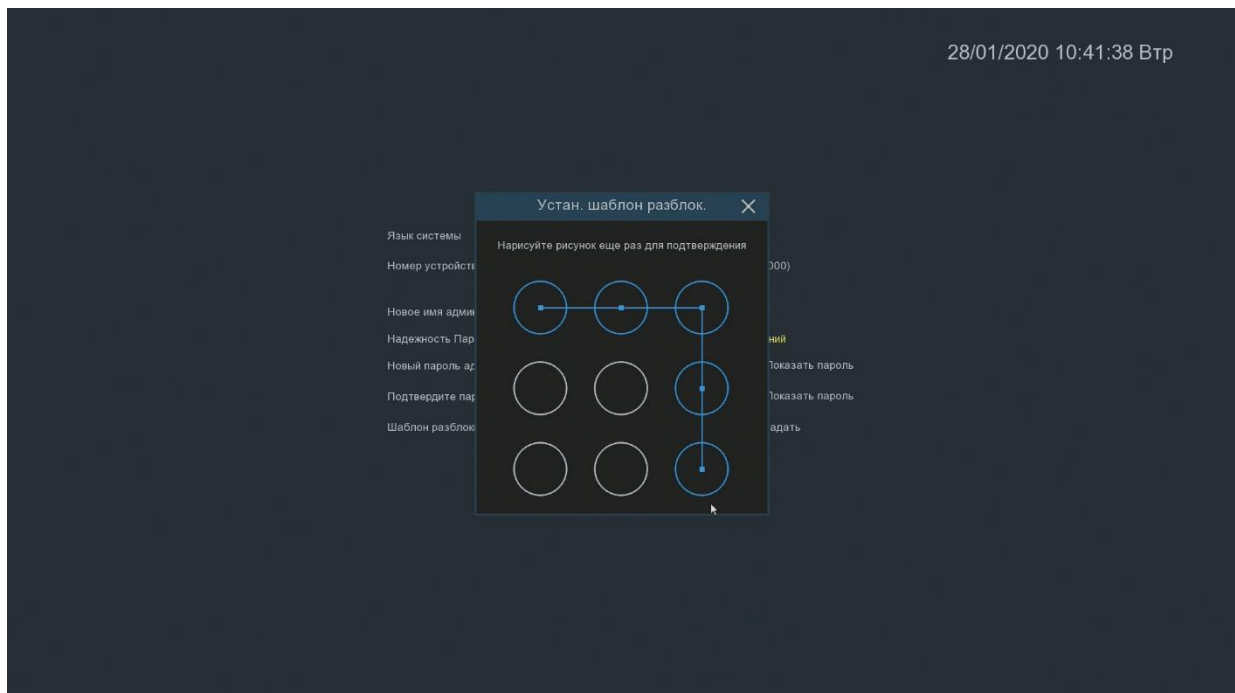 28/01/2020 10:41:38 Втр
Устан. шаблон разблок.
Нарисуйте рисунок еще раз для подтверждения
Язык системы
Номер устройств
000)
Новое имя админ
Надежность Пар
ний
Новый пароль ад
Показать пароль
Подтвердите пар
Показать пароль
Шаблон разблок
адать